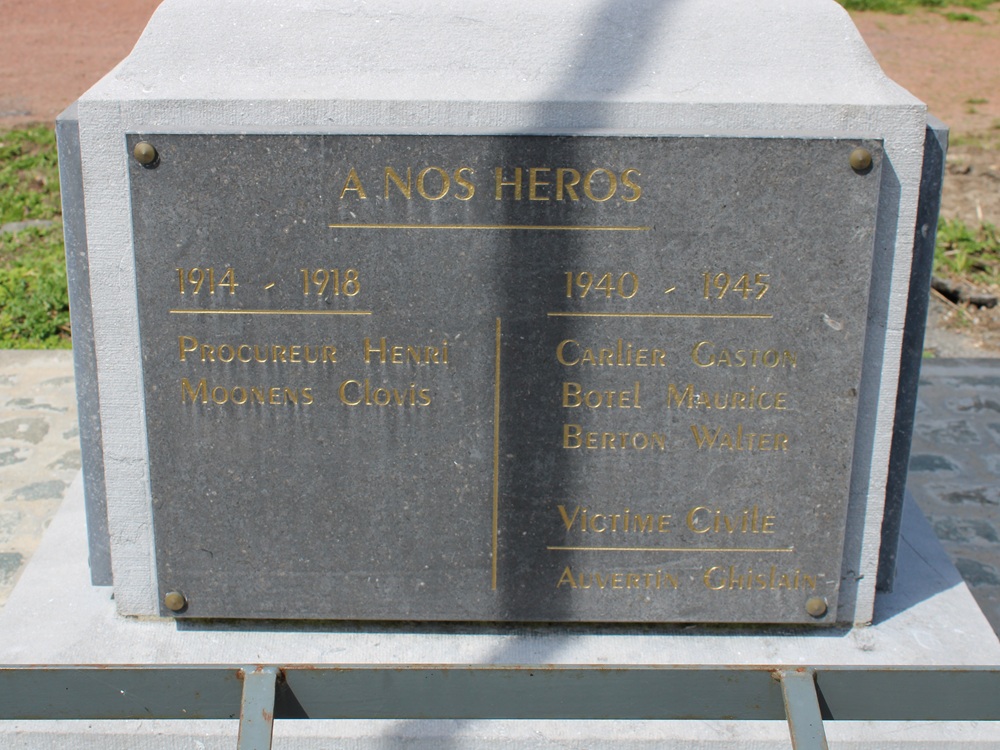 A NOS HEROS
1914 - 1918
Procureur Henri
Moonens Clovis
1940 - 1945
Carlier Gaston
Botel Maurice
Berton Walter
Victime Civile
Auvertin Ghislain